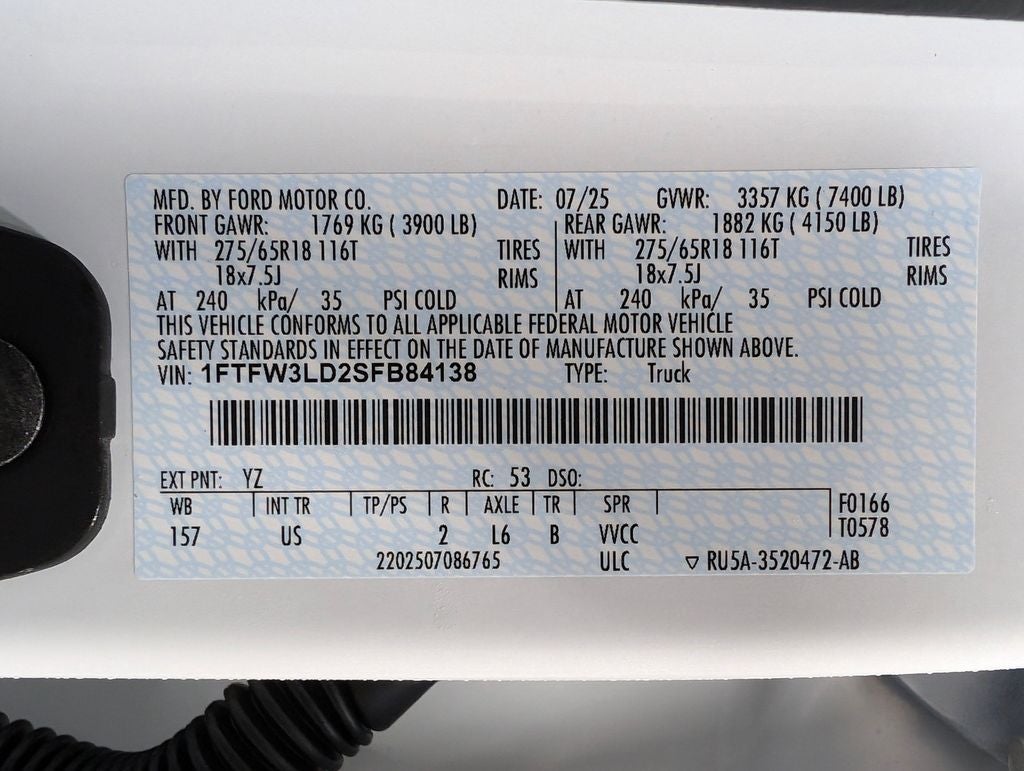 MFD. BY FORD MOTOR CO. DATE: 07/25 GVWR: 3357 KG ( 7400 LB)
FRONT GAWR: 1769 KG ( 3900 LB) REAR GAWR: 1882 KG ( 4150 LB)
WITH 275/65R18 116T TIRES WITH 275/65R18 116T TIRES
18x7.5J RIMS 18x7.5J RIMS
AT 240 kPa/ 35 PSI COLD AT 240 kPa/ 35 PSI COLD
THIS VEHICLE CONFORMS TO ALL APPLICABLE FEDERAL MOTOR VEHICLE
SAFETY STANDARDS IN EFFECT ON THE DATE OF MANUFACTURE SHOWN ABOVE.
VIN: 1FTFW3LD2SFB84138 TYPE: Truck
EXT PNT: YZ RC: 53 DSO:
WB INT TR TP/PS R AXLE TR SPR F0166
157 US 2 L6 B VVCC T0578
2202507086765 ULC ▽ RU5A-3520472-AB